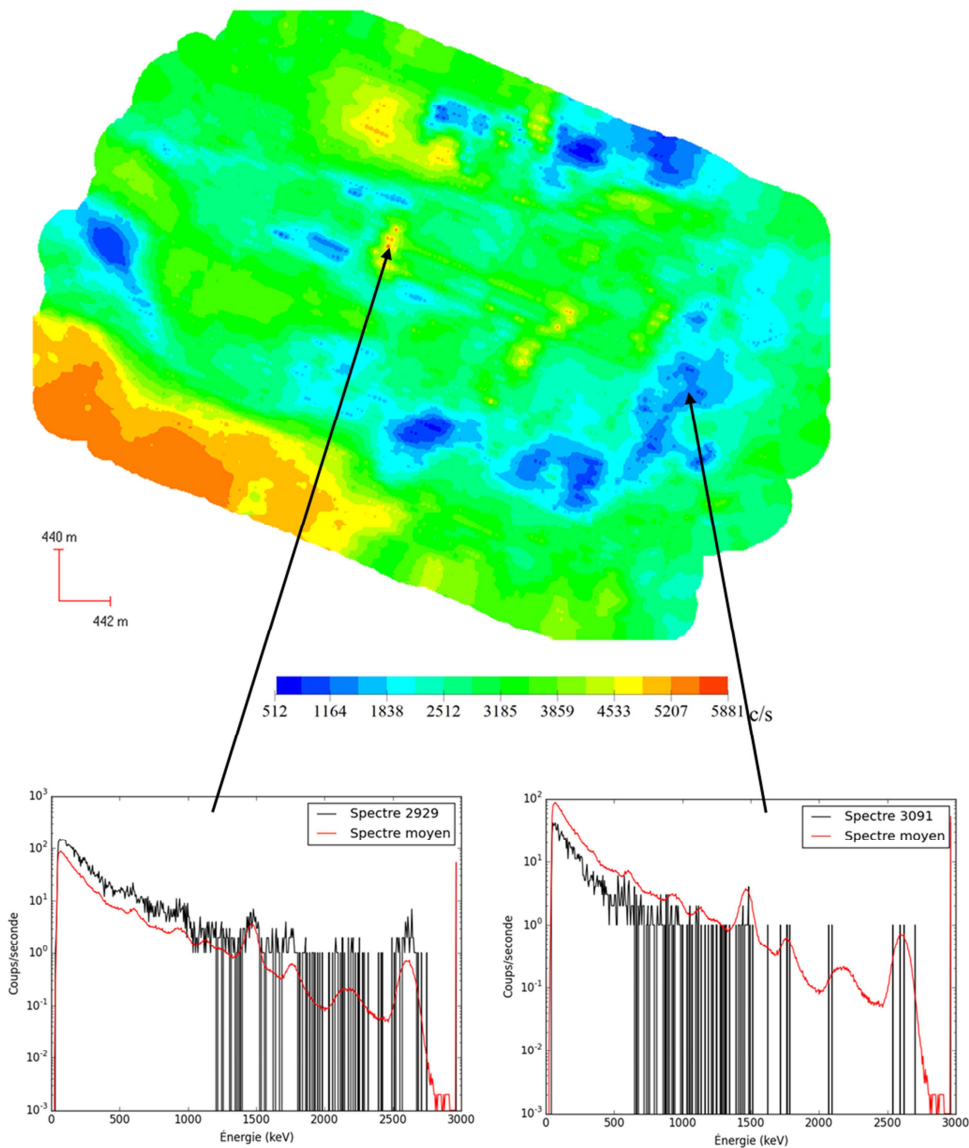 440 m
442 m
512 1164 1838 2512 3185 3859 4533 5207 5881 c/s
10³
10²
10¹
10⁰
10⁻¹
10⁻²
10⁻³
Coups/seconde
Spectre 2929
Spectre moyen
0 500 1000 1500 2000 2500 3000
Énergie (keV)
10²
10¹
10⁰
10⁻¹
10⁻²
10⁻³
Coups/seconde
Spectre 3091
Spectre moyen
0 500 1000 1500 2000 2500 3000
Énergie (keV)